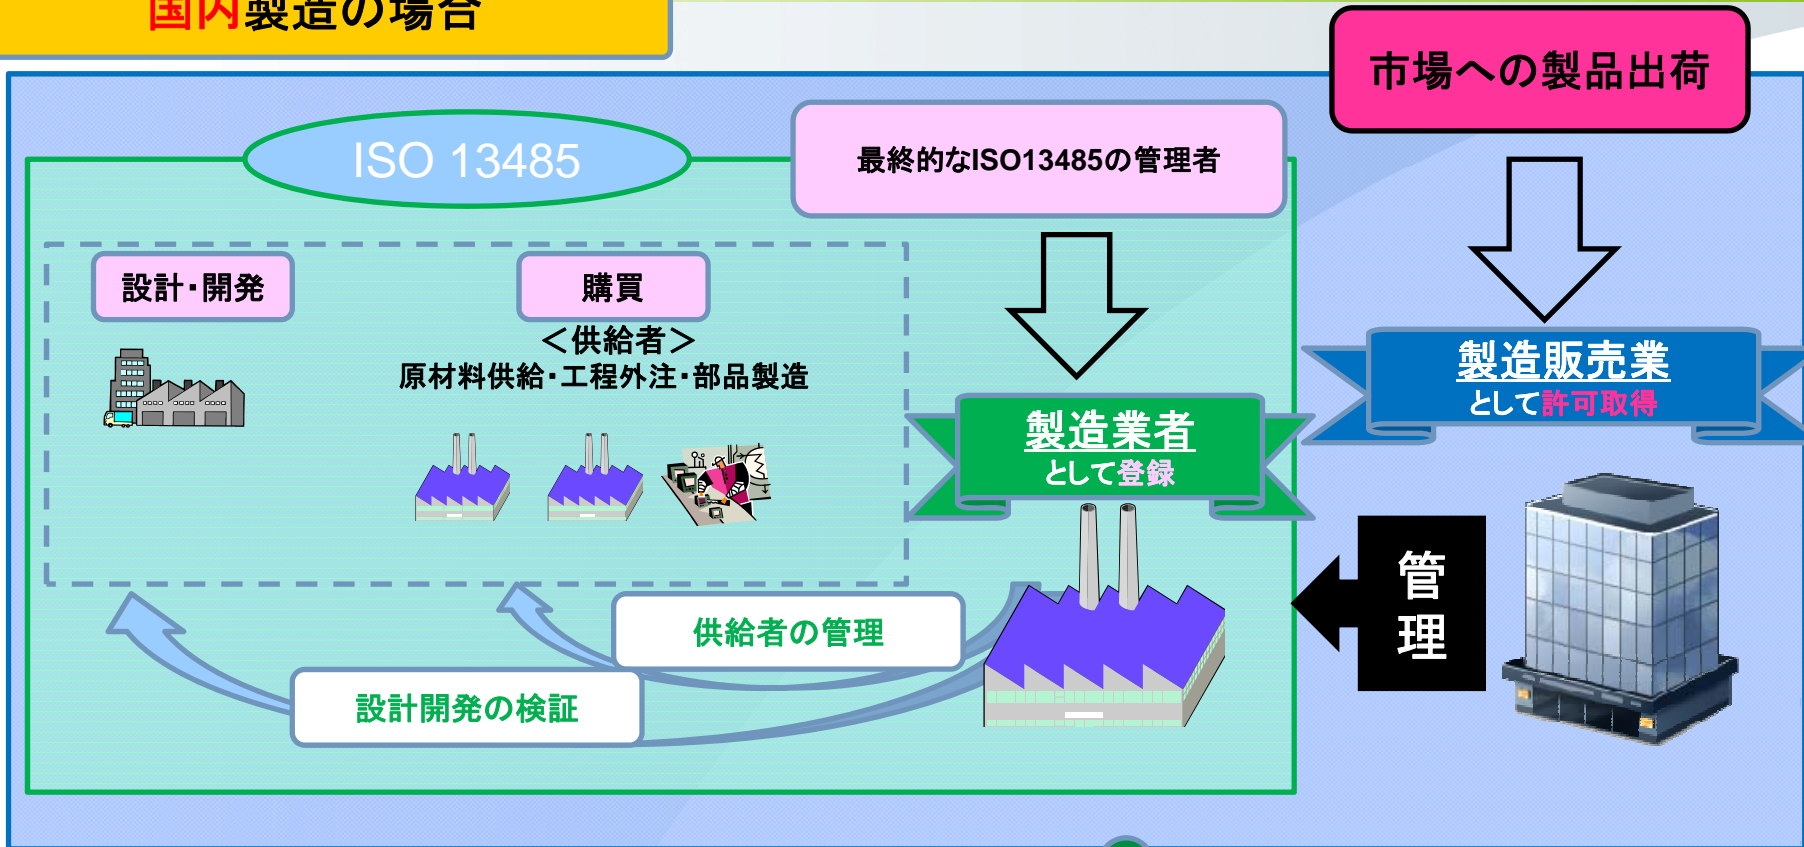 国内製造の場合
市場への製品出荷
ISO 13485
最終的なISO13485の管理者
設計・開発
購買
＜供給者＞
原材料供給・工程外注・部品製造
製造販売業
として許可取得
製造業者
として登録
管
理
供給者の管理
設計開発の検証